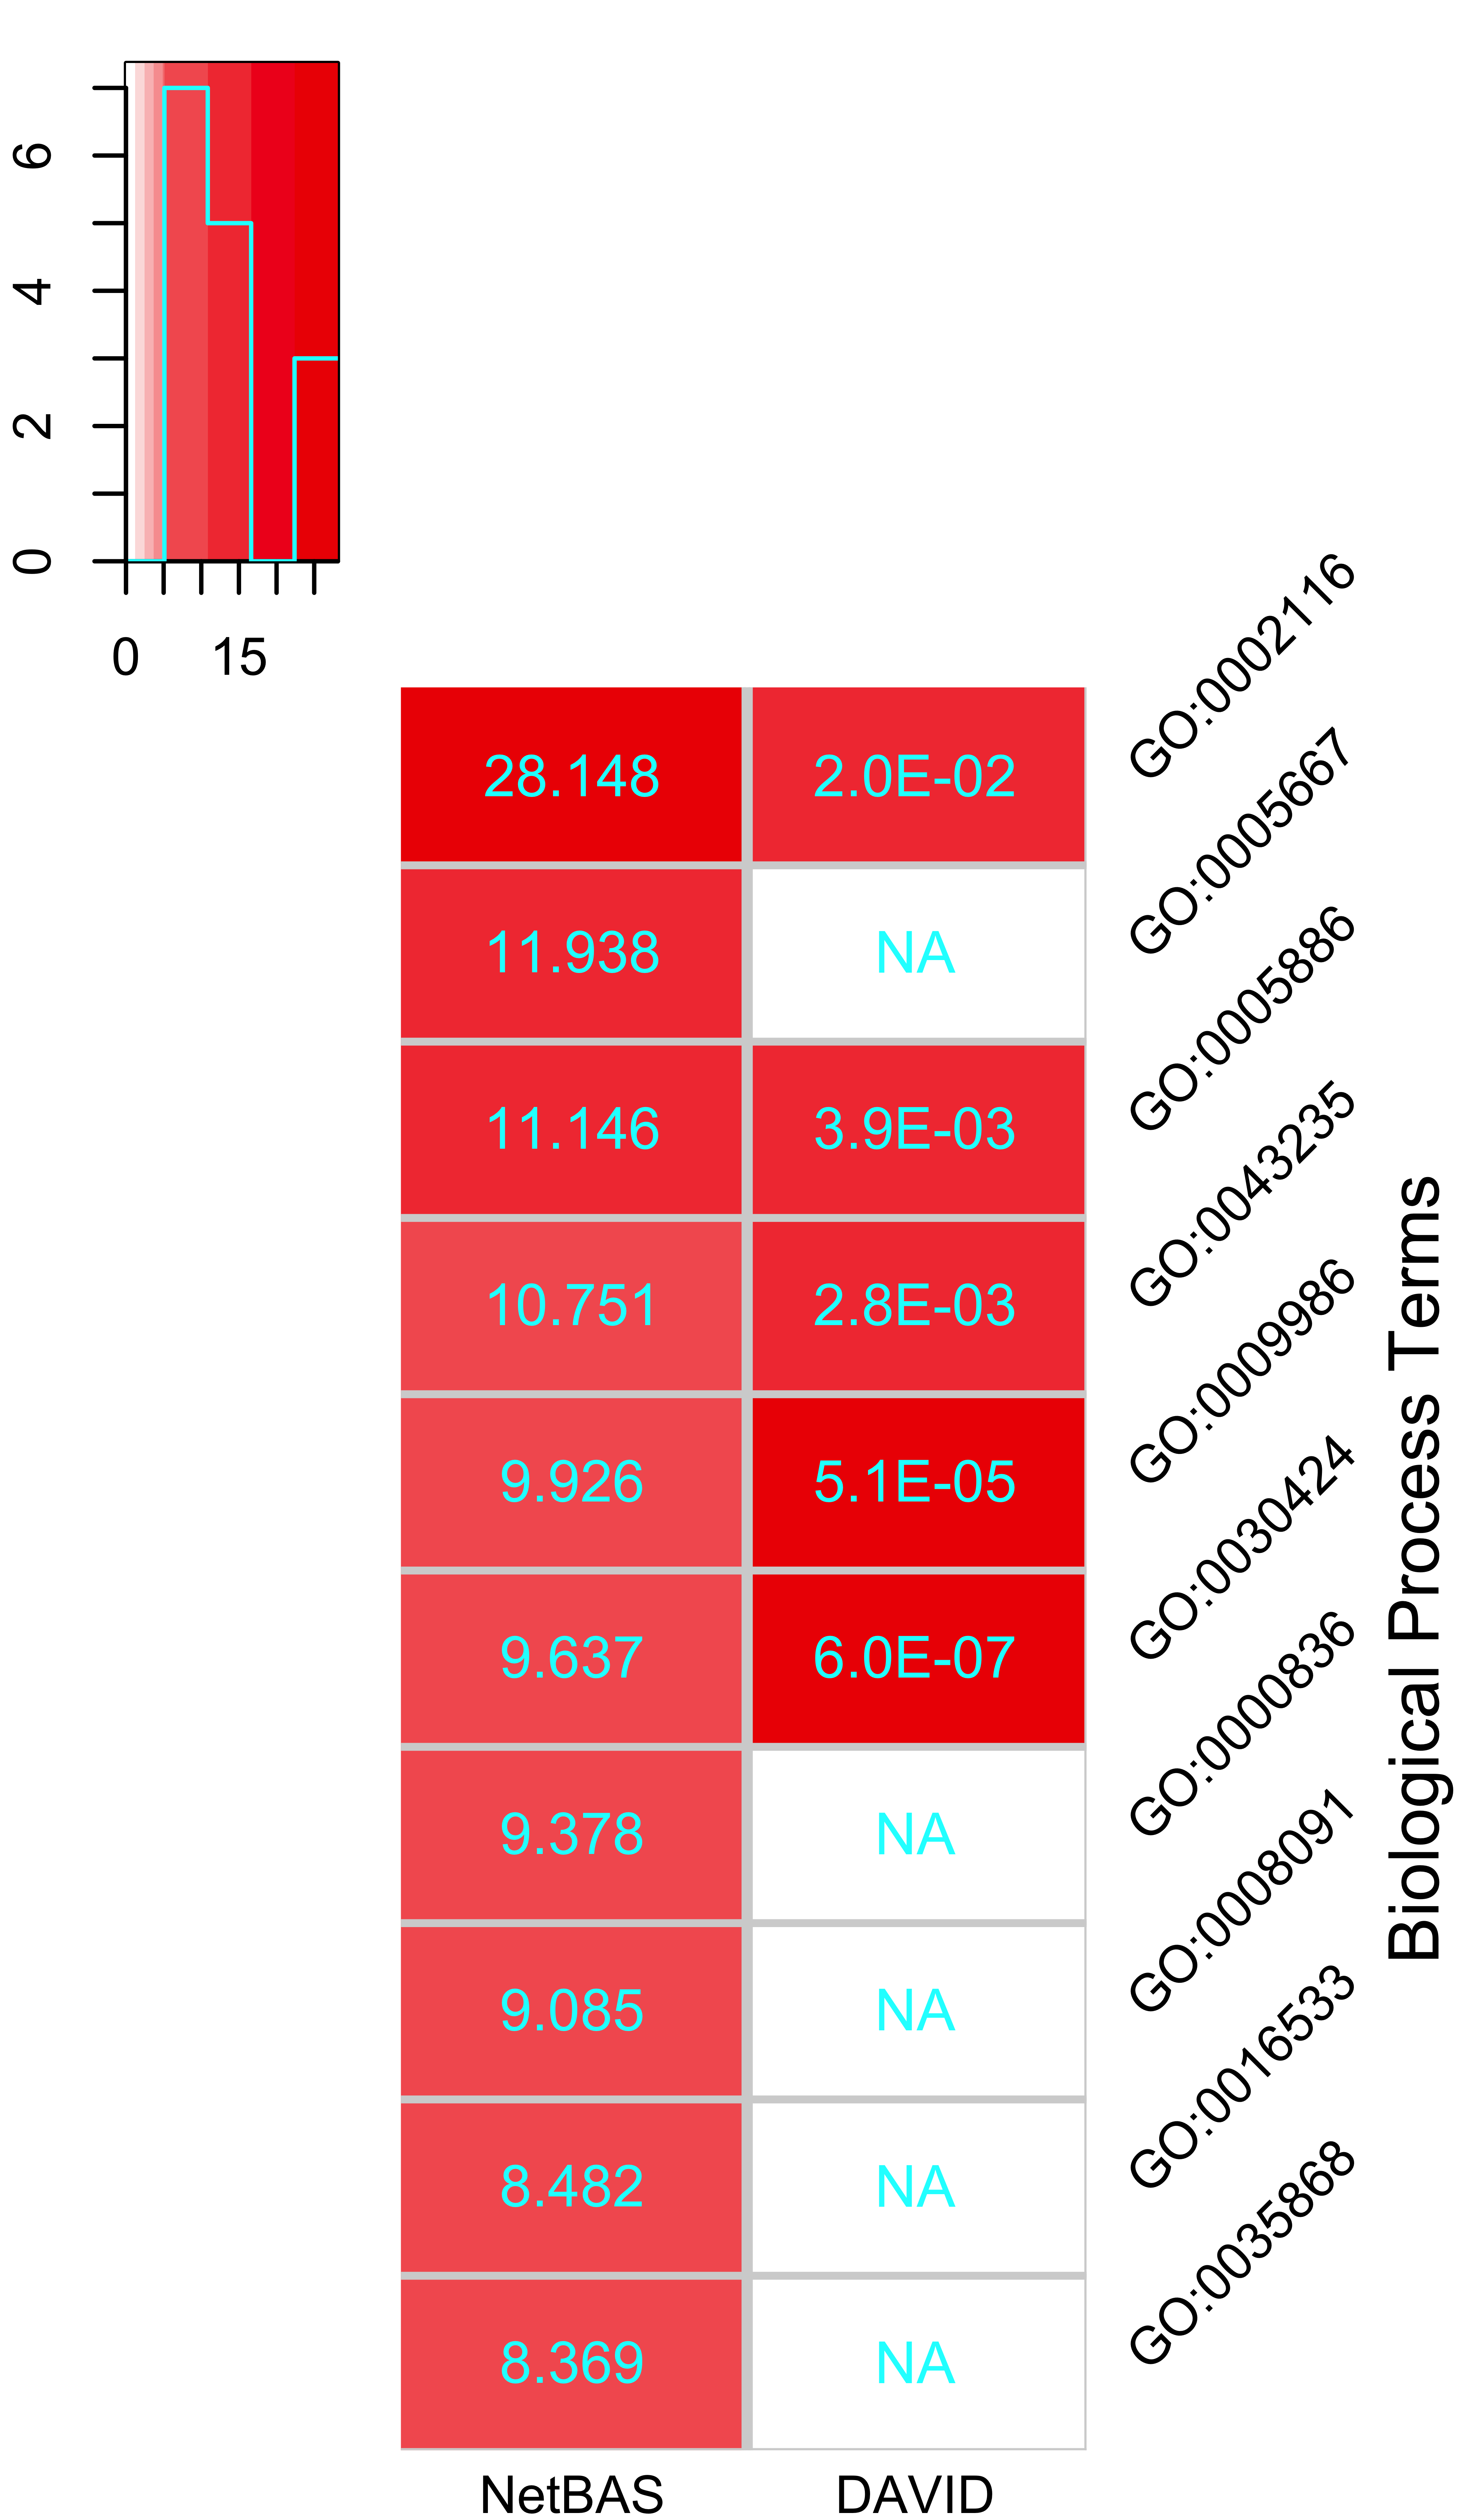 6
4
2
0
0 15
GO:0002116
28.148 2.0E-02
GO:0005667
11.938 NA
GO:0005886
11.146 3.9E-03
GO:0043235
10.751 2.8E-03
GO:0009986
9.926 5.1E-05
GO:0030424
9.637 6.0E-07
GO:0000836
9.378 NA
GO:0008091
9.085 NA
GO:0016533
8.482 NA
GO:0035868
8.369 NA
Biological Process Terms
NetBAS DAVID